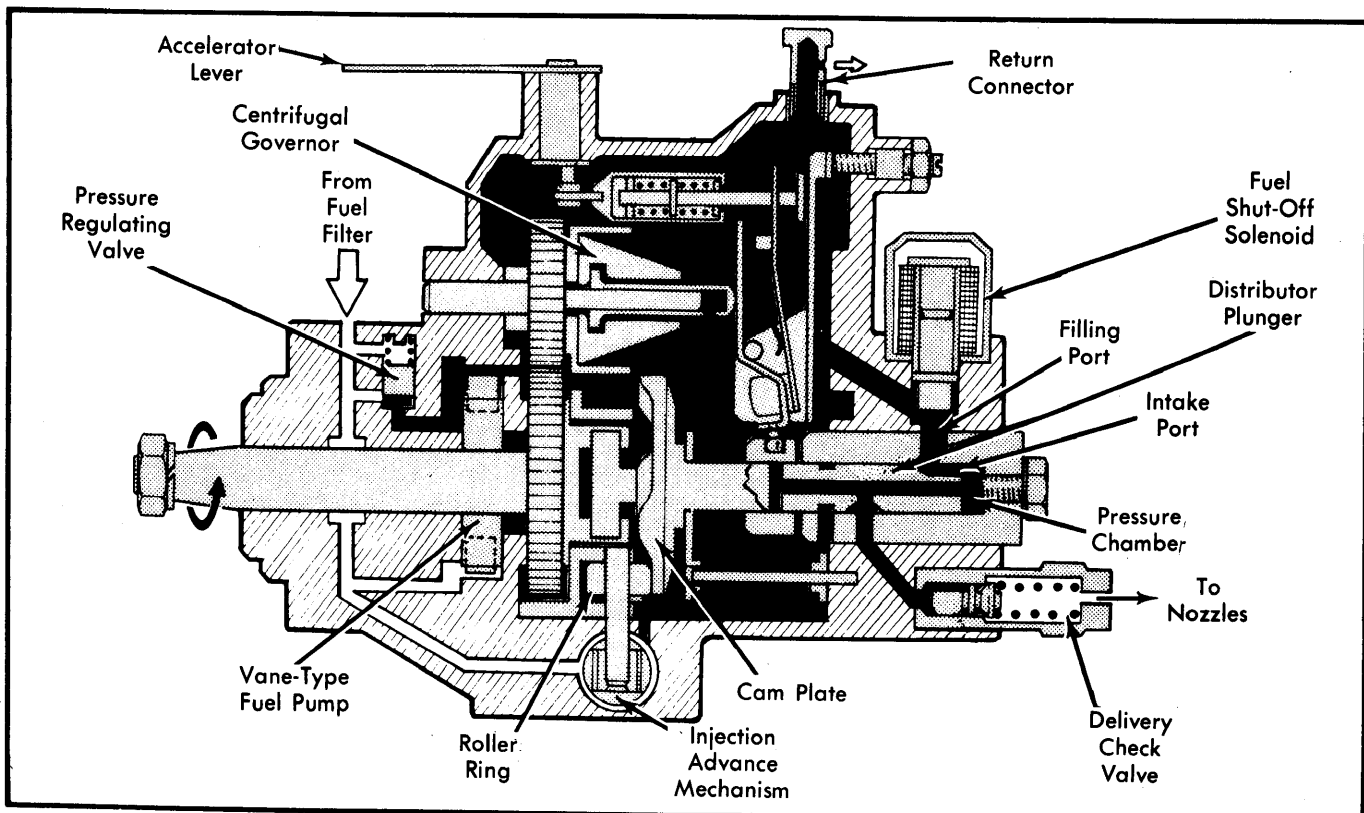 Accelerator
Lever
Return
Connector
Centrifugal
Governor
From
Fuel
Filter
Pressure
Regulating
Valve
Fuel
Shut-Off
Solenoid
Distributor
Plunger
Filling
Port
Intake
Port
Pressure
Chamber
To
Nozzles
Vane-Type
Fuel Pump
Cam Plate
Roller
Ring
Injection
Advance
Mechanism
Delivery
Check
Valve